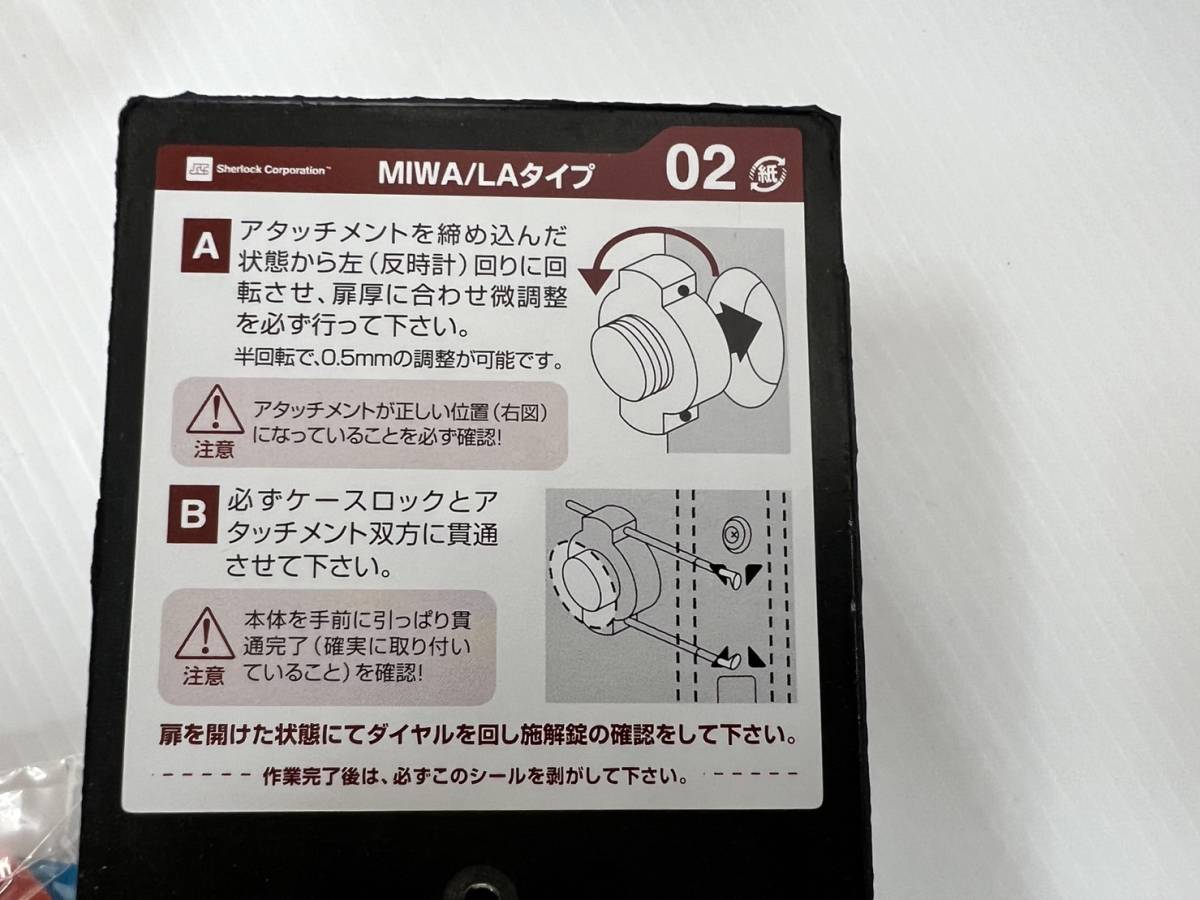 Sherlock Corporation™ MIWA/LAタイプ 02 紙
A アタッチメントを締め込んだ
状態から左(反時計)回りに回
転させ、扉厚に合わせ微調整
を必ず行って下さい。
半回転で、0.5mmの調整が可能です。
アタッチメントが正しい位置(右図)
になっていることを必ず確認!
注意
B 必ずケースロックとア
タッチメント双方に貫通
させて下さい。
本体を手前に引っぱり貫
通完了(確実に取り付い
ていること)を確認!
注意
扉を開けた状態にてダイヤルを回し施解錠の確認をして下さい。
作業完了後は、必ずこのシールを剥がして下さい。